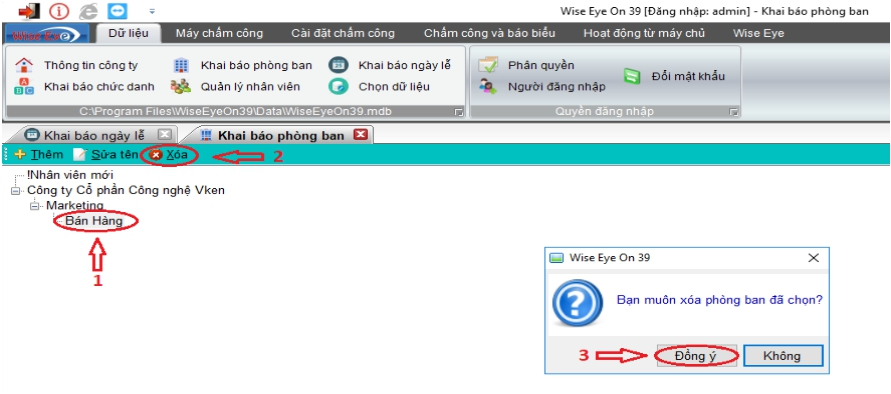 Wise Eye On 39 [Đăng nhập: admin] - Khai báo phòng ban
Wise Eye Dữ liệu Máy chấm công Cài đặt chấm công Chấm công và báo biểu Hoạt động từ máy chủ Wise Eye
Thông tin công ty Khai báo phòng ban Khai báo ngày lễ Phân quyền
Đổi mật khẩu
Khai báo chức danh Quản lý nhân viên Chọn dữ liệu Người đăng nhập
C:\Program Files\WiseEyeOn39\Data\WiseEyeOn39.mdb Quyền đăng nhập
Khai báo ngày lễ Khai báo phòng ban
Thêm Sửa tên Xóa 2
!Nhân viên mới
Công ty Cổ phần Công nghệ Vken
Marketing
Bán Hàng
1
Wise Eye On 39
Bạn muôn xóa phòng ban đã chọn?
3 Đồng ý Không